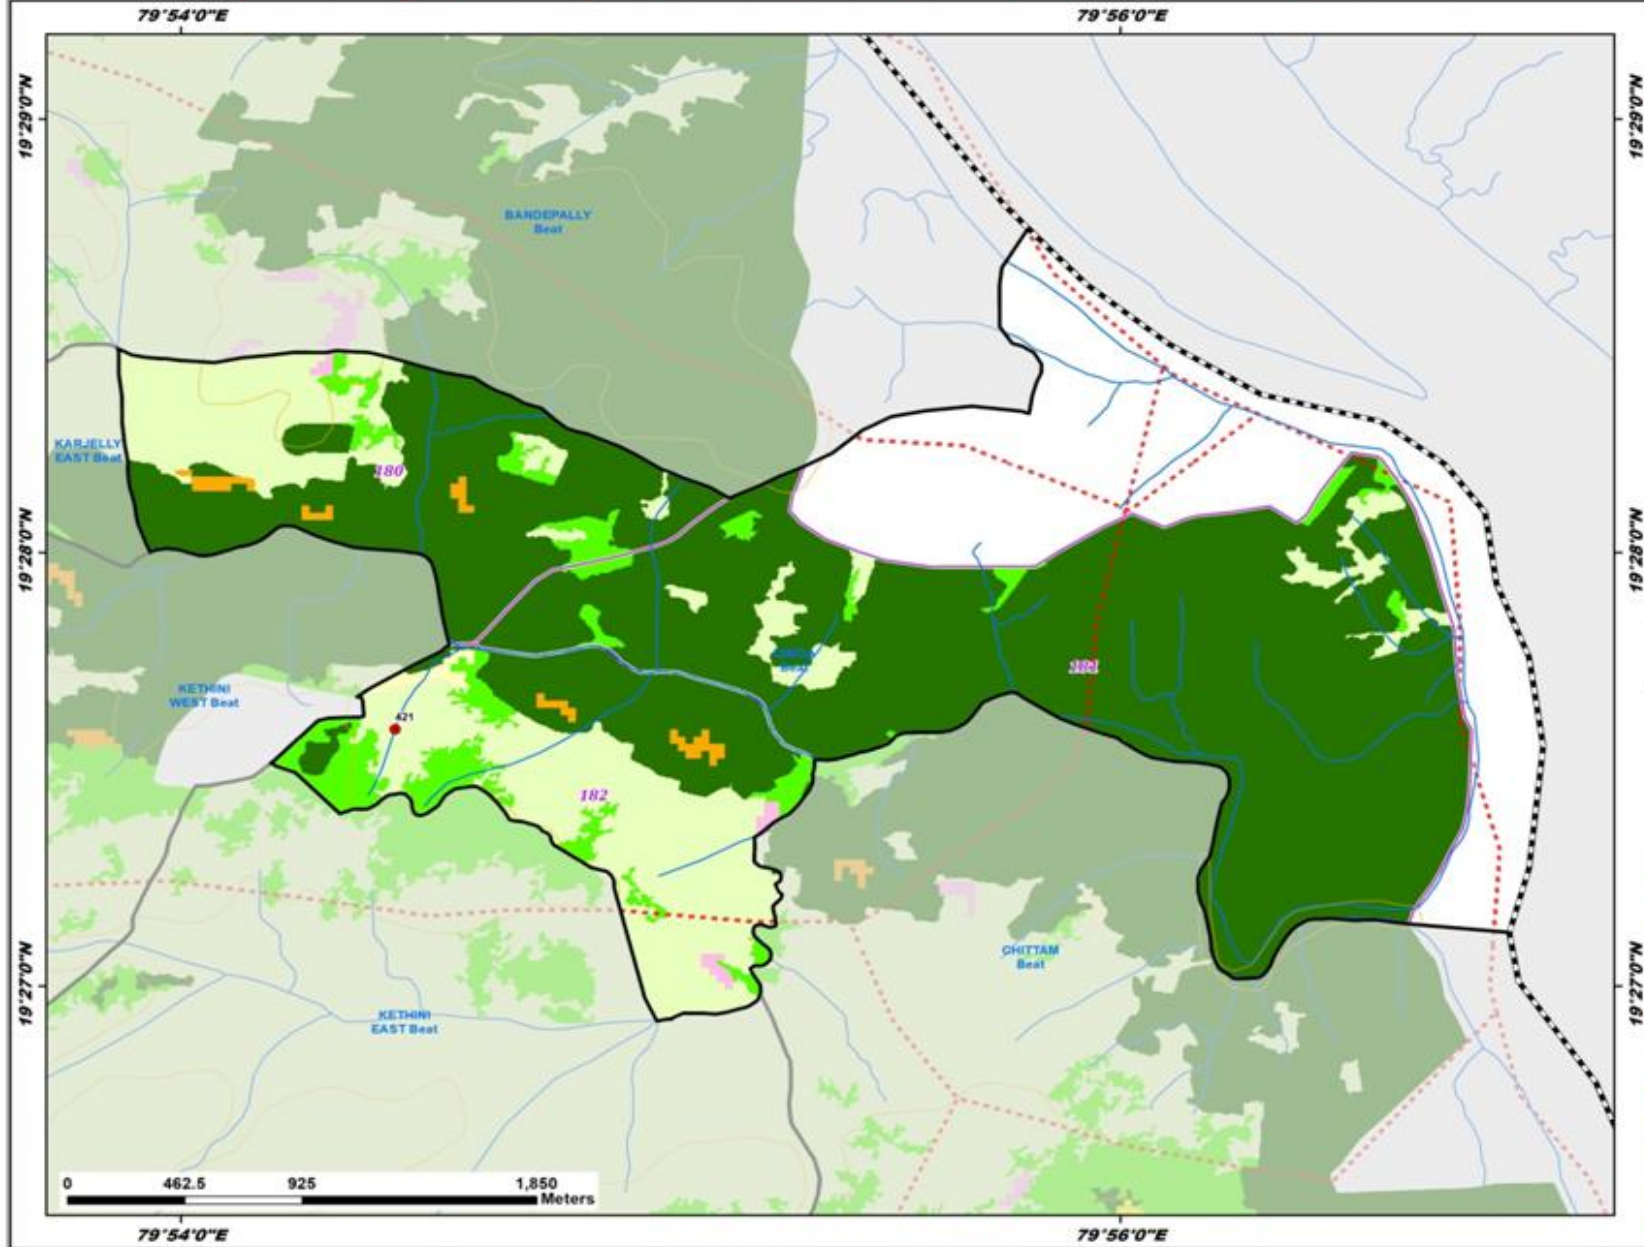 79°54'0"E
79°56'0"E
19°29'0"N
19°29'0"N
BANDEPALLY
Beat
KARJELLY
EAST Beat
180
19°28'0"N
19°28'0"N
181
KETHINI
WEST Beat
421
182
CHITTAM
Beat
19°27'0"N
19°27'0"N
KETHINI
EAST Beat
0 462.5 925 1,850
Meters
79°54'0"E
79°56'0"E